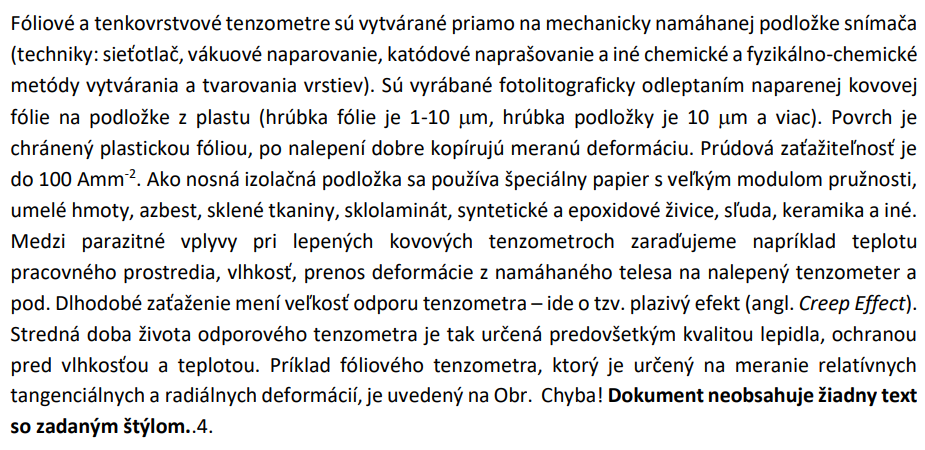 Fóliové a tenkovrstvové tenzometre sú vytvárané priamo na mechanicky namáhanej podložke snímača
(techniky: sieťotlač, vákuové naparovanie, katódové naprašovanie a iné chemické a fyzikálno-chemické
metódy vytvárania a tvarovania vrstiev). Sú vyrábané fotolitograficky odleptaním naparenej kovovej
fólie na podložke z plastu (hrúbka fólie je 1-10 μm, hrúbka podložky je 10 μm a viac). Povrch je
chránený plastickou fóliou, po nalepení dobre kopírujú meranú deformáciu. Prúdová zaťažiteľnosť je
do 100 Amm⁻². Ako nosná izolačná podložka sa používa špeciálny papier s veľkým modulom pružnosti,
umelé hmoty, azbest, sklené tkaniny, sklolaminát, syntetické a epoxidové živice, sľuda, keramika a iné.
Medzi parazitné vplyvy pri lepených kovových tenzometroch zaraďujeme napríklad teplotu
pracovného prostredia, vlhkosť, prenos deformácie z namáhaného telesa na nalepený tenzometer a
pod. Dlhodobé zaťaženie mení veľkosť odporu tenzometra – ide o tzv. plazivý efekt (angl. Creep Effect).
Stredná doba života odporového tenzometra je tak určená predovšetkým kvalitou lepidla, ochranou
pred vlhkosťou a teplotou. Príklad fóliového tenzometra, ktorý je určený na meranie relatívnych
tangenciálnych a radiálnych deformácií, je uvedený na Obr. Chyba! Dokument neobsahuje žiadny text
so zadaným štýlom..4.